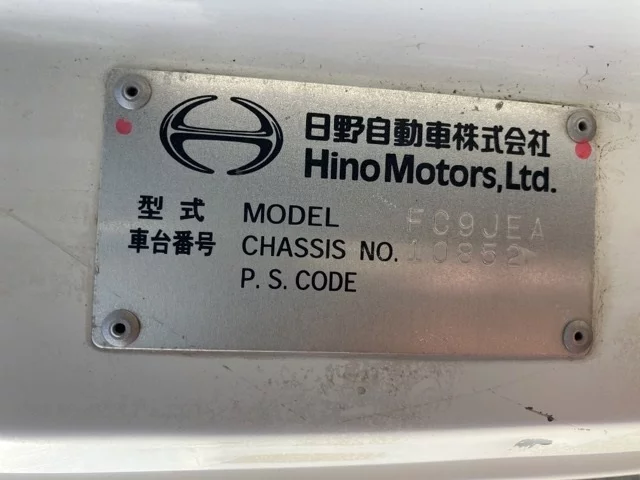 日野自動車株式会社
Hino Motors, Ltd.
型式 MODEL FC9JEA
車台番号 CHASSIS NO. 10852
P. S. CODE